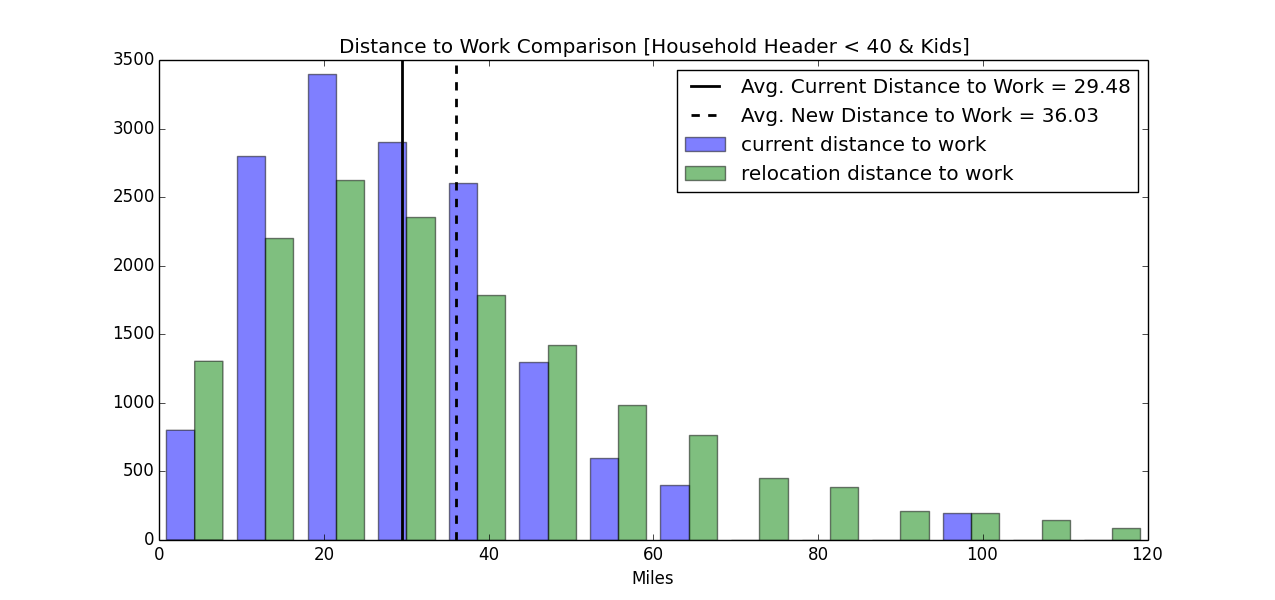 Distance to Work Comparison [Household Header < 40 & Kids]
3500
3000
2500
2000
1500
1000
500
0
Avg. Current Distance to Work = 29.48
Avg. New Distance to Work = 36.03
current distance to work
relocation distance to work
0 20 40 60 80 100 120
Miles